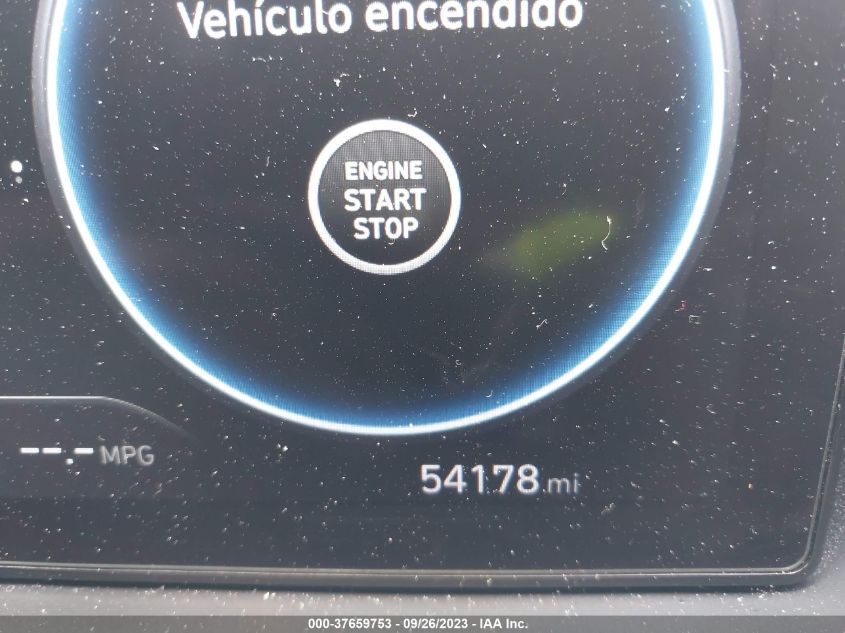 Vehículo encendido
ENGINE
START
STOP
--.- MPG
54178 mi
000-37659753 - 09/26/2023 - IAA Inc.